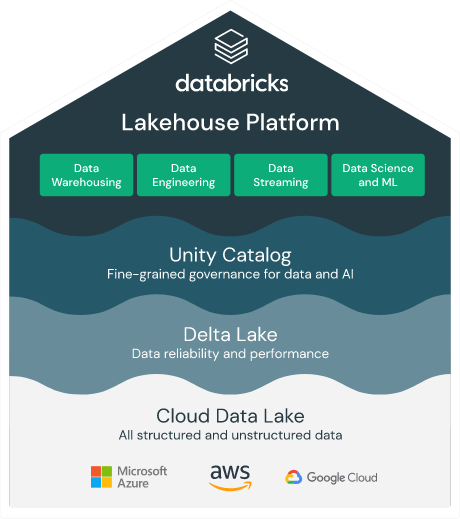 databricks
Lakehouse Platform
Data
Warehousing
Data
Engineering
Data
Streaming
Data Science
and ML
Unity Catalog
Fine-grained governance for data and AI
Delta Lake
Data reliability and performance
Cloud Data Lake
All structured and unstructured data
Microsoft
Azure
aws
Google Cloud